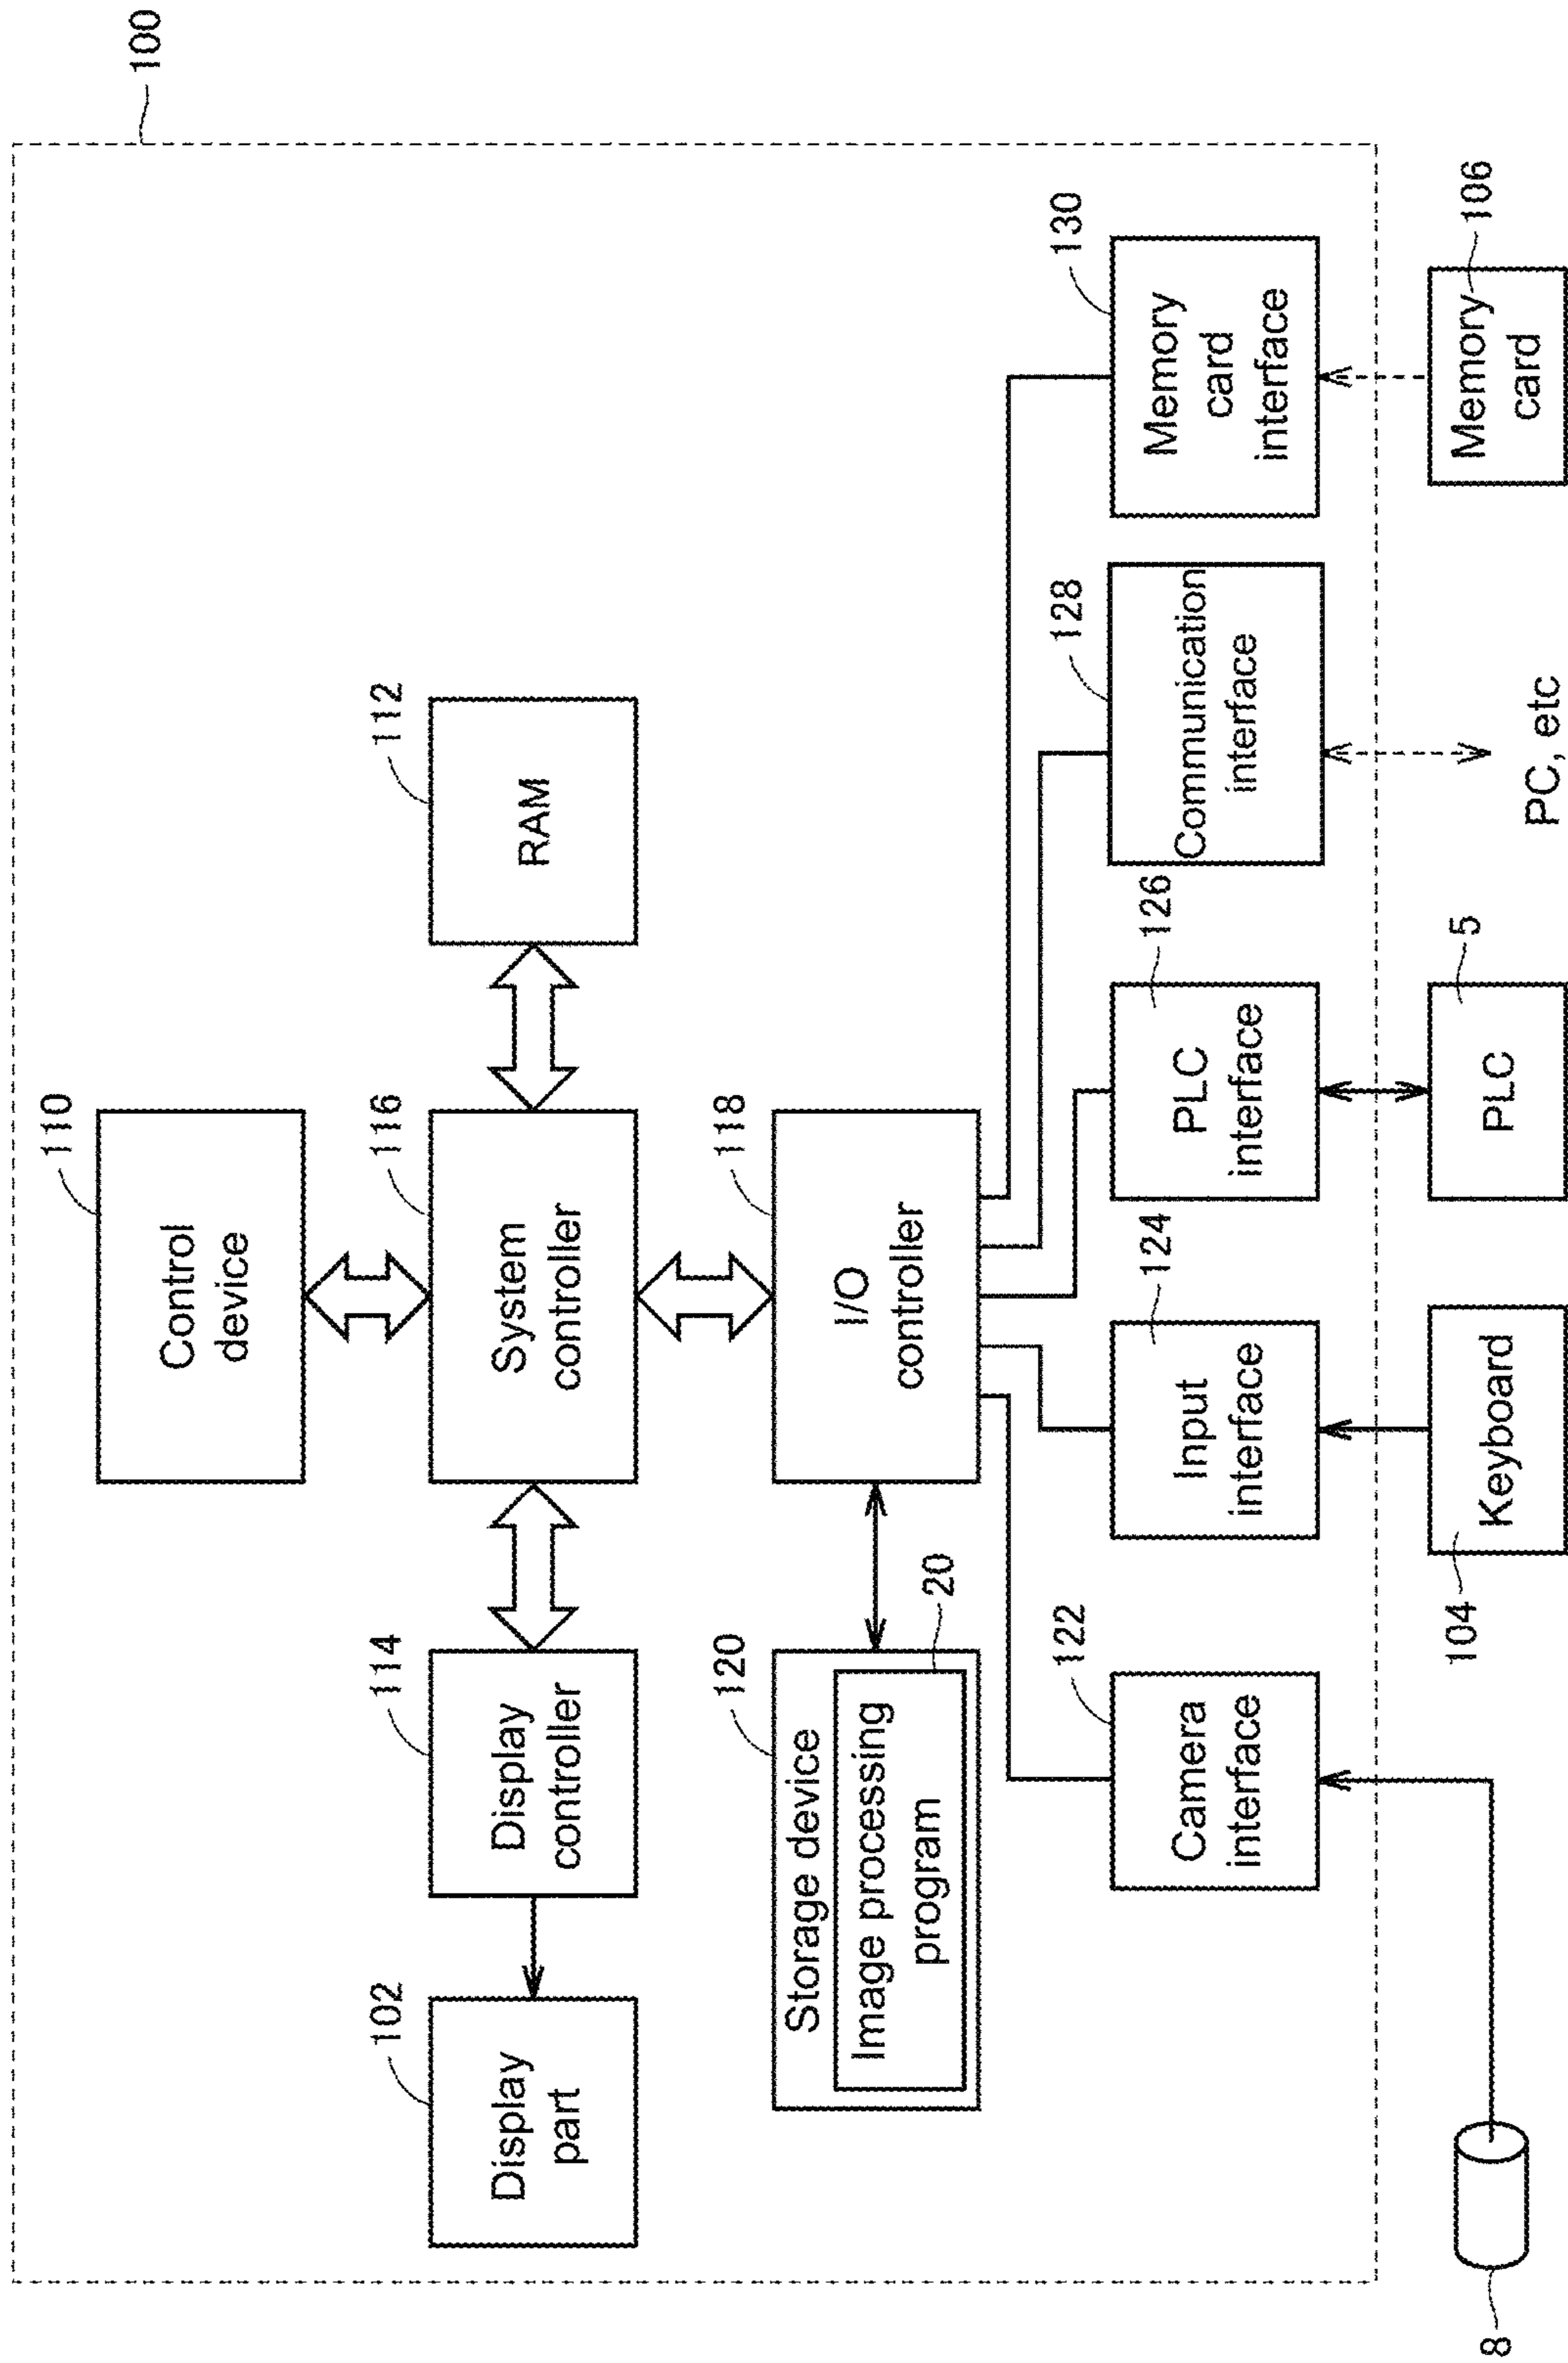 100
110
Control
device
102
Display
part
114
Display
controller
116
System
controller
112
RAM
120
Storage device
Image processing
program
20
118
I/O
controller
122
Camera
interface
124
Input
interface
126
PLC
interface
128
Communication
interface
130
Memory
card
interface
8
104
Keyboard
5
PLC
PC, etc
106
Memory
card